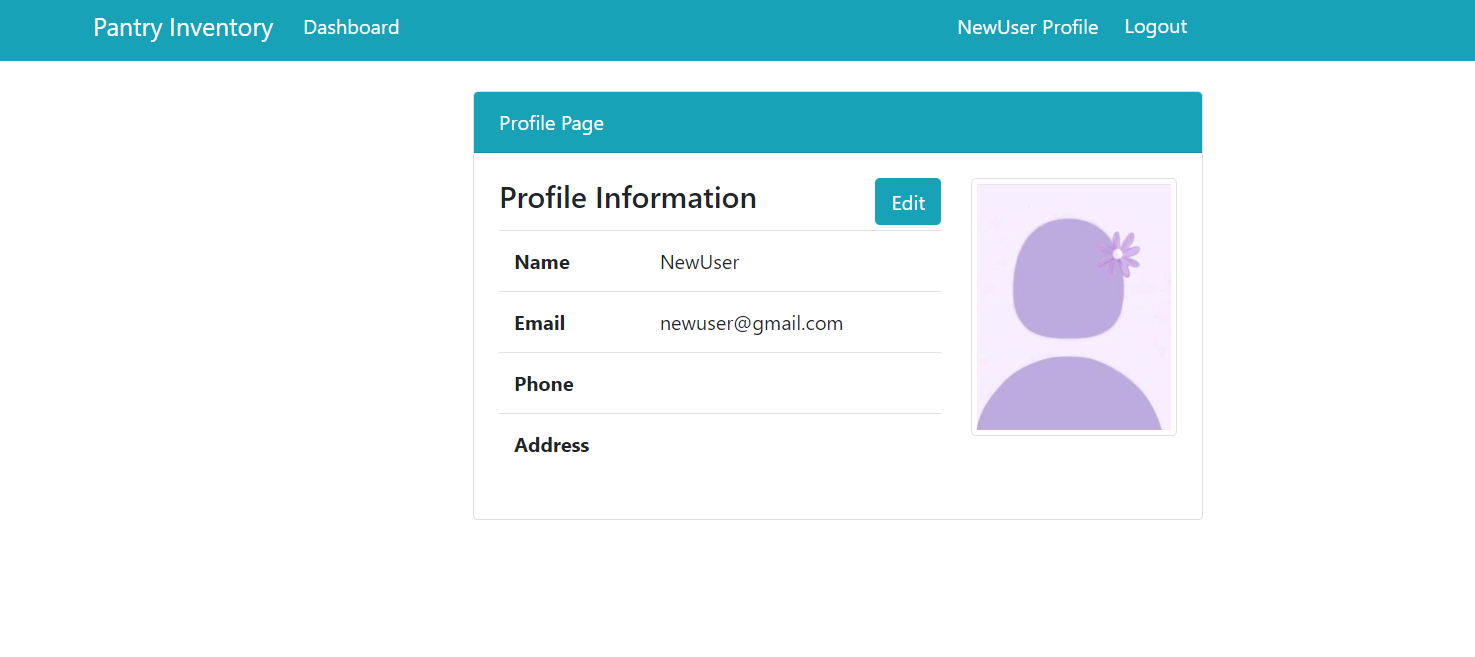 Pantry Inventory Dashboard NewUser Profile Logout
Profile Page
Profile Information Edit
Name NewUser
Email newuser@gmail.com
Phone
Address